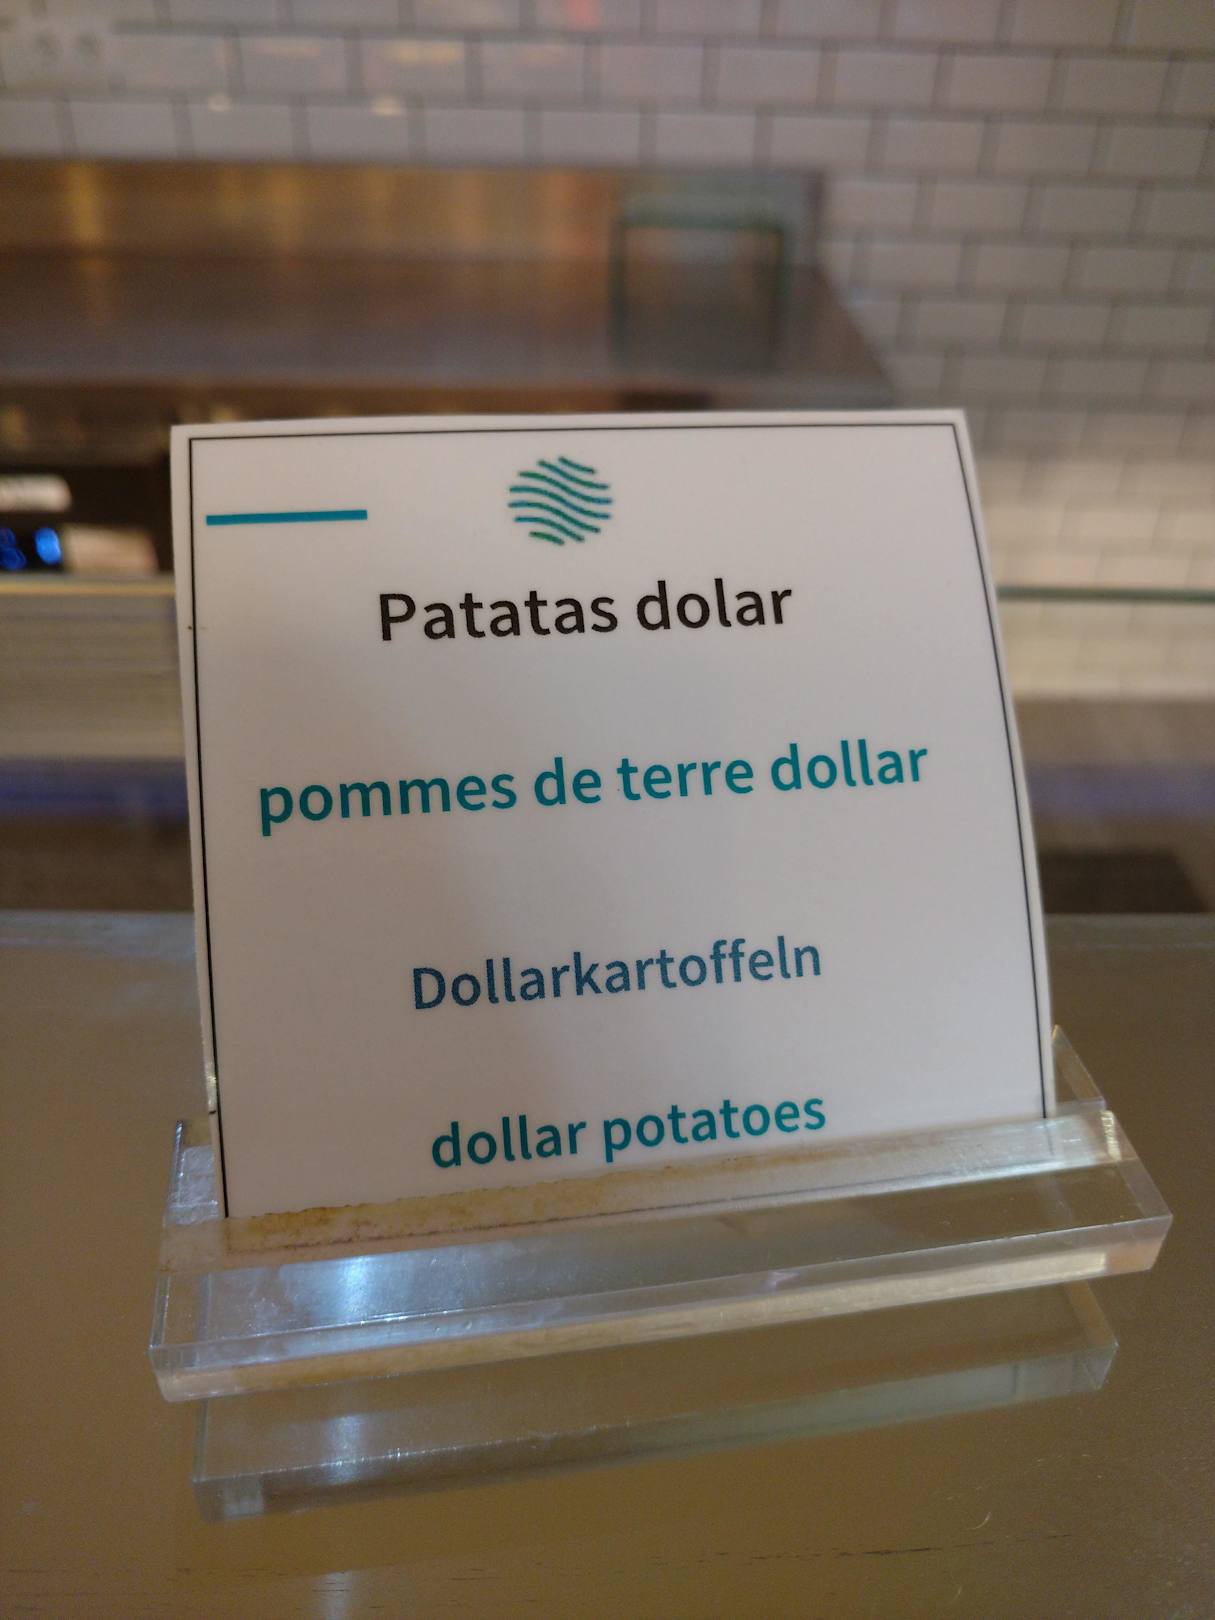 Patatas dolar
pommes de terre dollar
Dollarkartoffeln
dollar potatoes